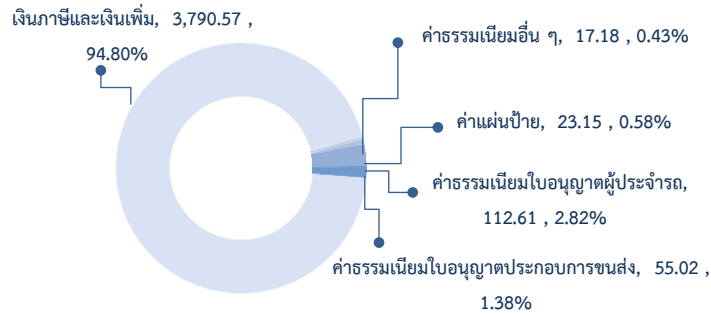 เงินภาษีและเงินเพิ่ม, 3,790.57 ,
94.80%
ค่าธรรมเนียมอื่น ๆ, 17.18 , 0.43%
ค่าแผ่นป้าย, 23.15 , 0.58%
ค่าธรรมเนียมใบอนุญาตผู้ประจำรถ,
112.61 , 2.82%
ค่าธรรมเนียมใบอนุญาตประกอบการขนส่ง, 55.02 ,
1.38%